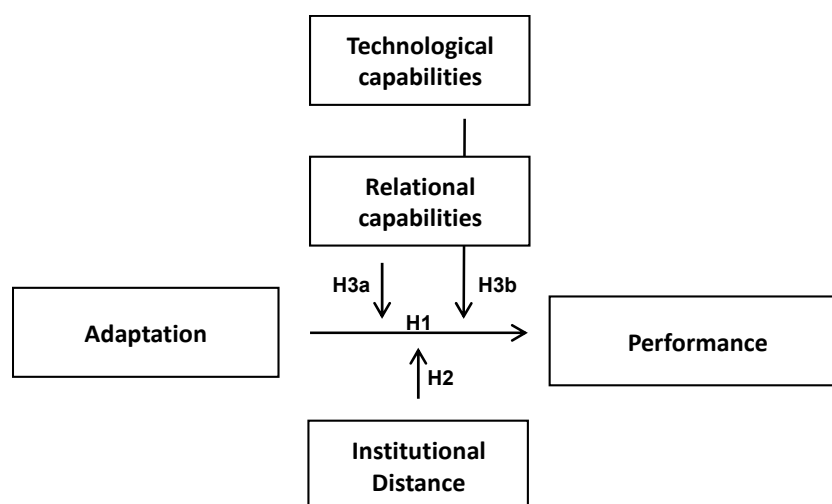 Technological
capabilities
Relational
capabilities
H3a
H3b
Adaptation
H1
Performance
H2
Institutional
Distance